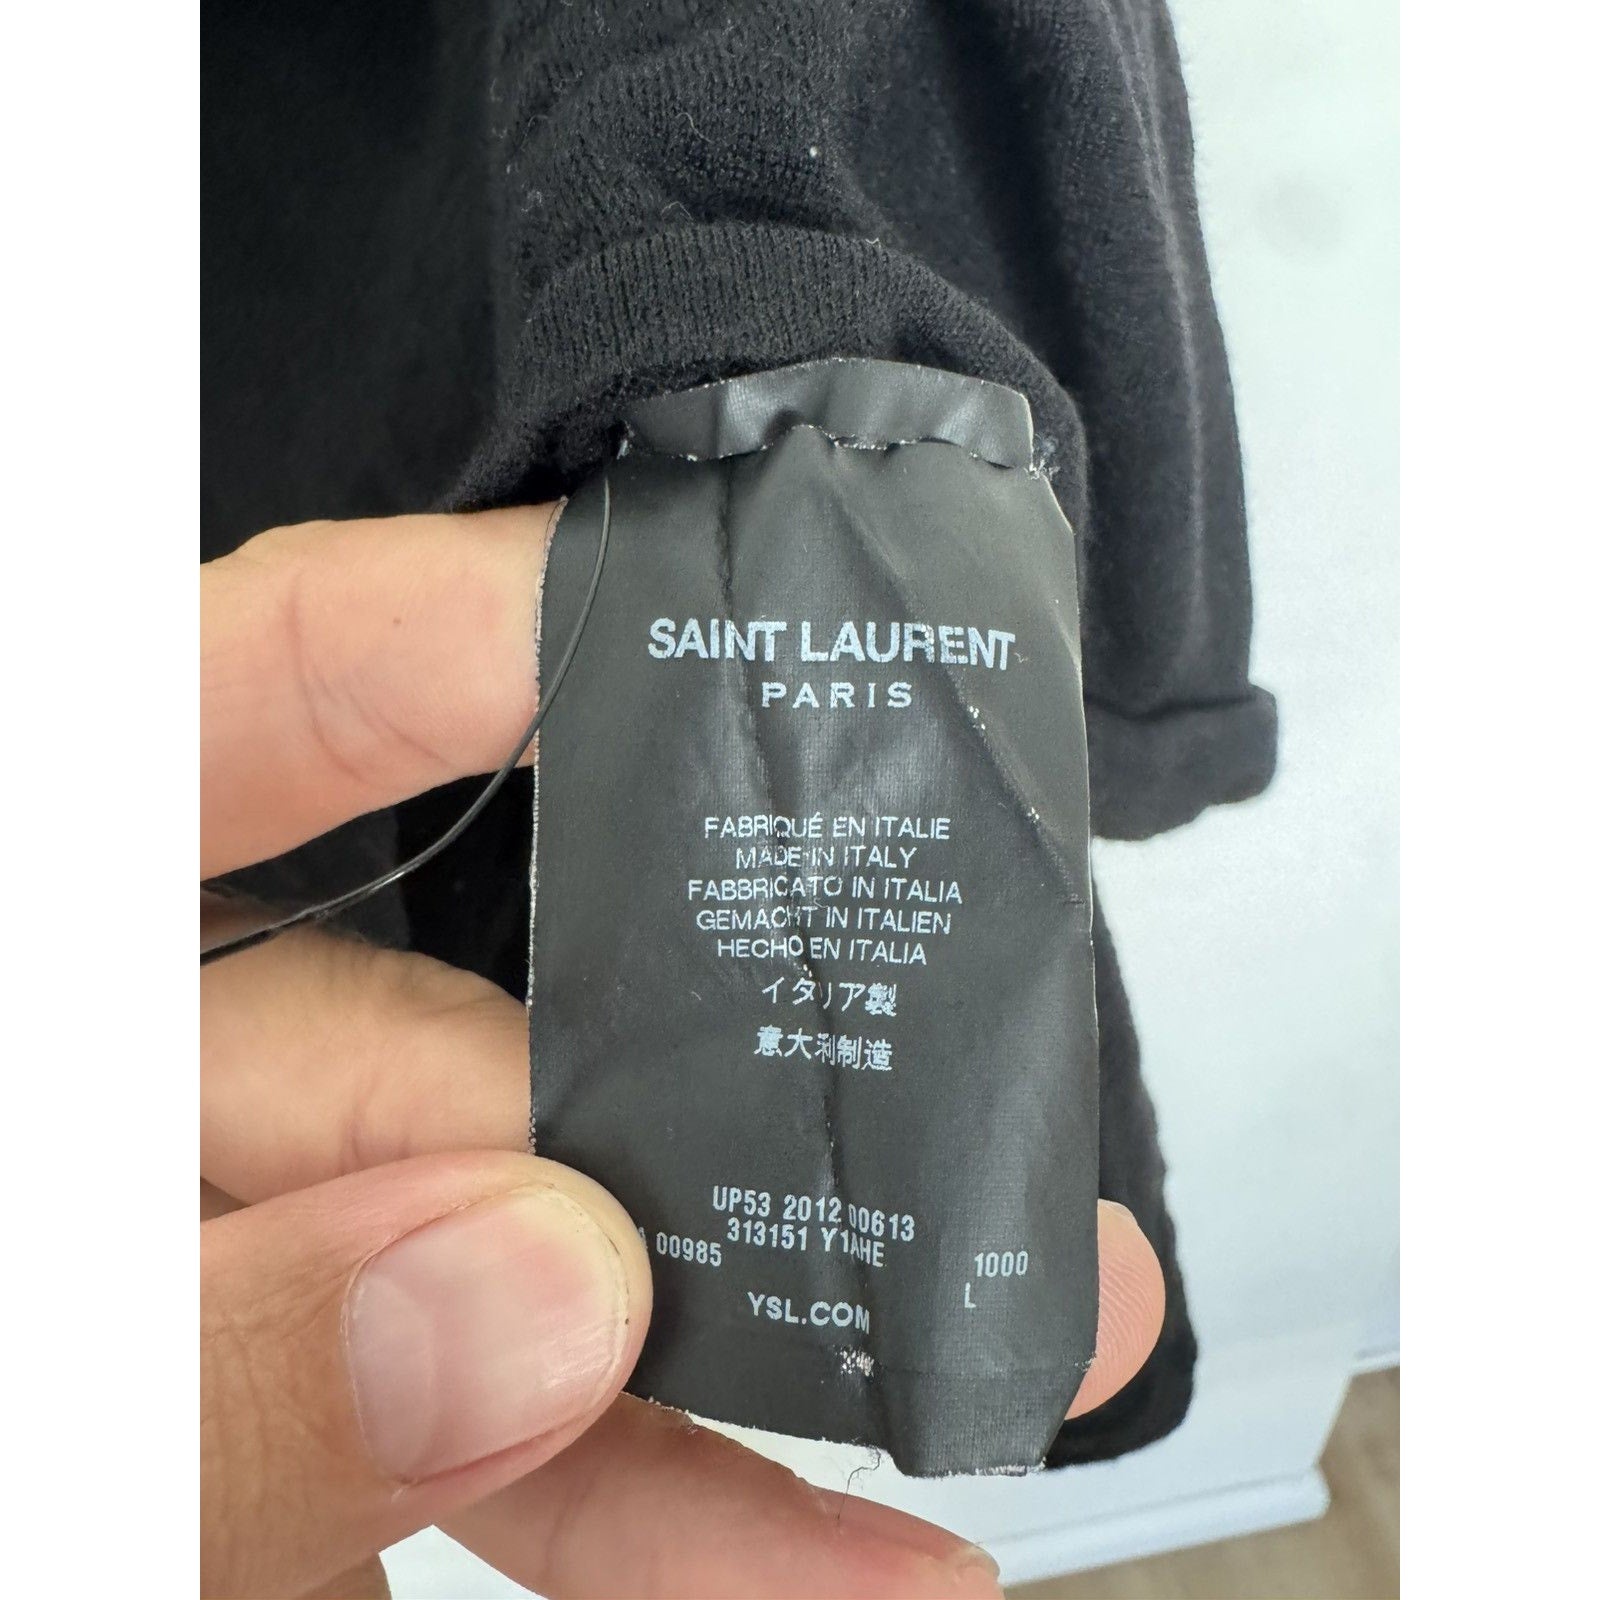 SAINT LAURENT
PARIS
FABRIQUÉ EN ITALIE
MADE IN ITALY
FABBRICATO IN ITALIA
GEMACHT IN ITALIEN
HECHO EN ITALIA
イタリア製
意大利制造
UP53 2012 00613
313151 Y1AHE
00985
1000
L
YSL.COM